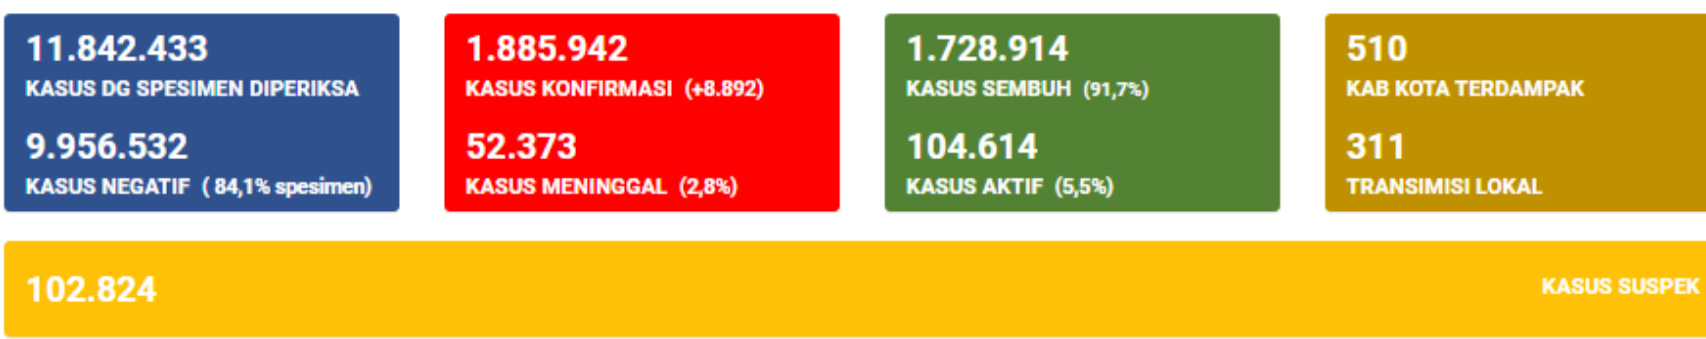 11.842.433
KASUS DG SPESIMEN DIPERIKSA
9.956.532
KASUS NEGATIF ( 84,1% spesimen)
1.885.942
KASUS KONFIRMASI (+8.892)
52.373
KASUS MENINGGAL (2,8%)
1.728.914
KASUS SEMBUH (91,7%)
104.614
KASUS AKTIF (5,5%)
510
KAB KOTA TERDAMPAK
311
TRANSIMISI LOKAL
102.824
KASUS SUSPEK